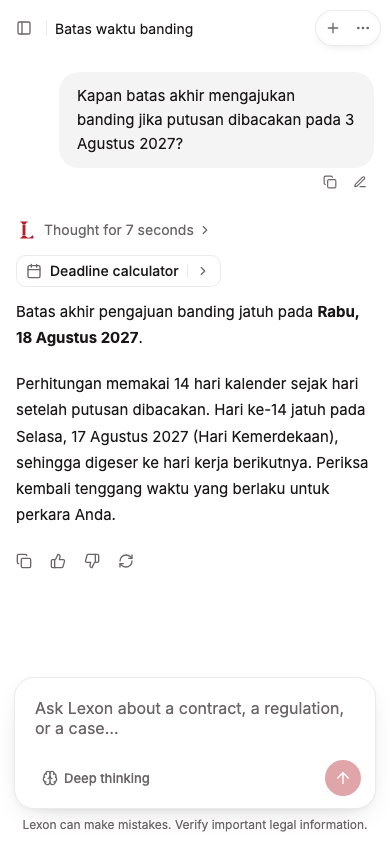 Batas waktu banding
Kapan batas akhir mengajukan
banding jika putusan dibacakan pada 3
Agustus 2027?
Thought for 7 seconds
Deadline calculator
Batas akhir pengajuan banding jatuh pada Rabu,
18 Agustus 2027.
Perhitungan memakai 14 hari kalender sejak hari
setelah putusan dibacakan. Hari ke-14 jatuh pada
Selasa, 17 Agustus 2027 (Hari Kemerdekaan),
sehingga digeser ke hari kerja berikutnya. Periksa
kembali tenggang waktu yang berlaku untuk
perkara Anda.
Ask Lexon about a contract, a regulation,
or a case...
Deep thinking
Lexon can make mistakes. Verify important legal information.